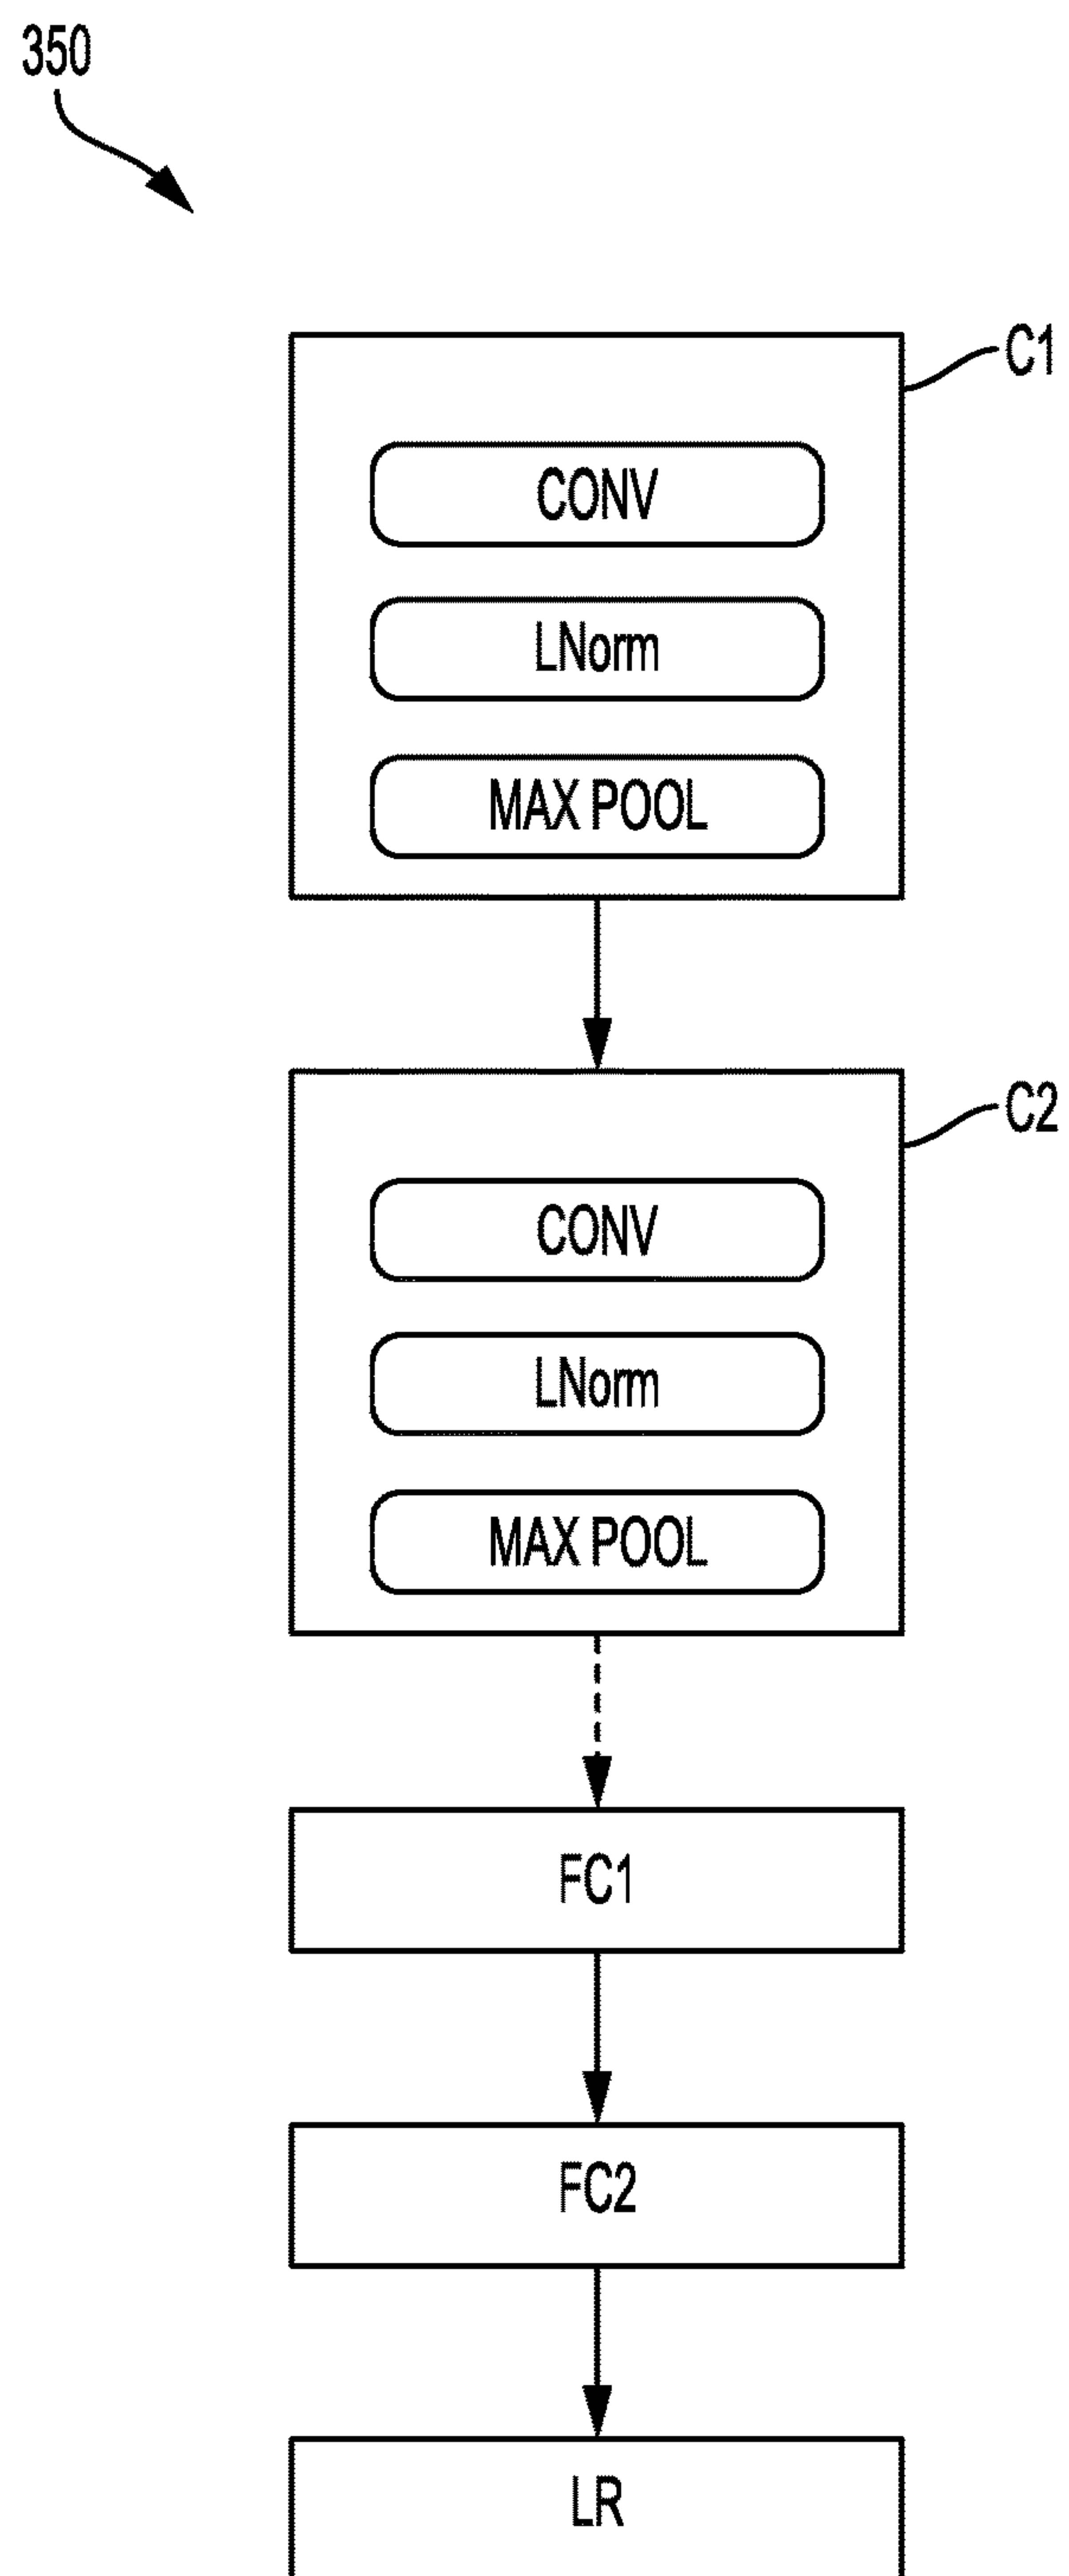 350
C1
CONV
LNorm
MAX POOL
C2
CONV
LNorm
MAX POOL
FC1
FC2
LR